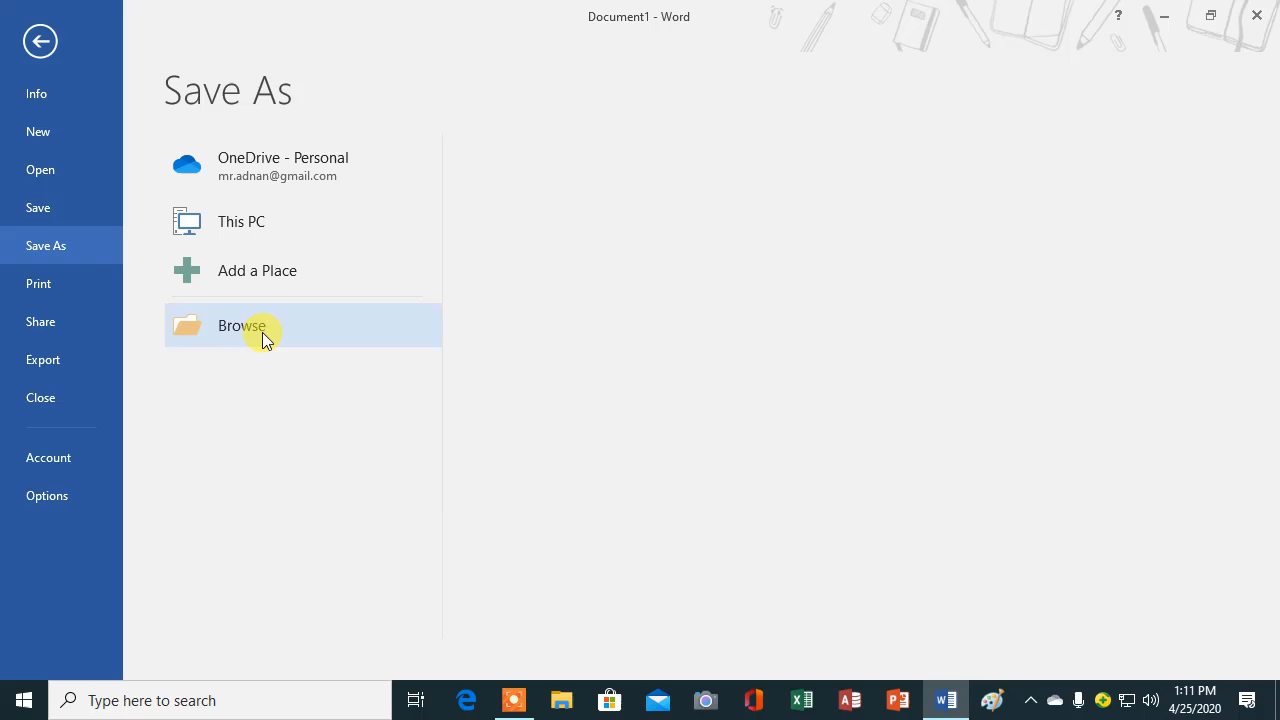 Document1 - Word
?
Info
New
Open
Save
Save As
Print
Share
Export
Close
Account
Options
Save As
OneDrive - Personal
mr.adnan@gmail.com
This PC
Add a Place
Browse
Type here to search
1:11 PM
4/25/2020